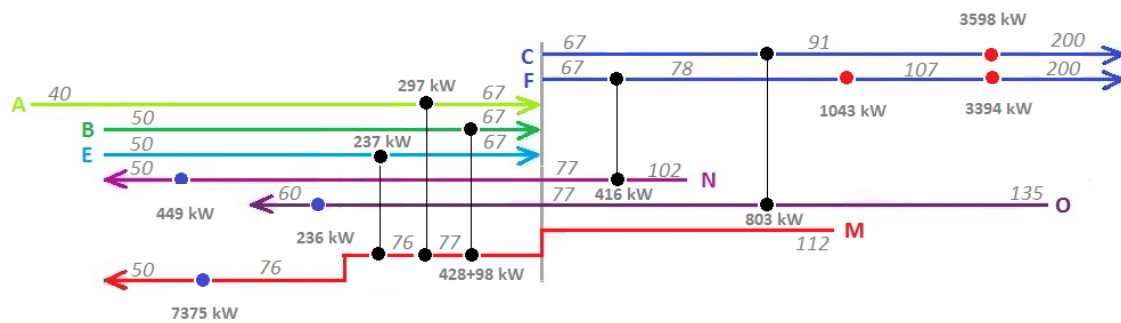 3598 kW
C 67 91 200
F 67 78 107 200
297 kW 1043 kW 3394 kW
A 40 67
B 50 67
237 kW
E 50 67
50 77 102 N
449 kW 416 kW
60 77 135 O
236 kW 803 kW
76 77 112 M
428+98 kW
50 76
7375 kW